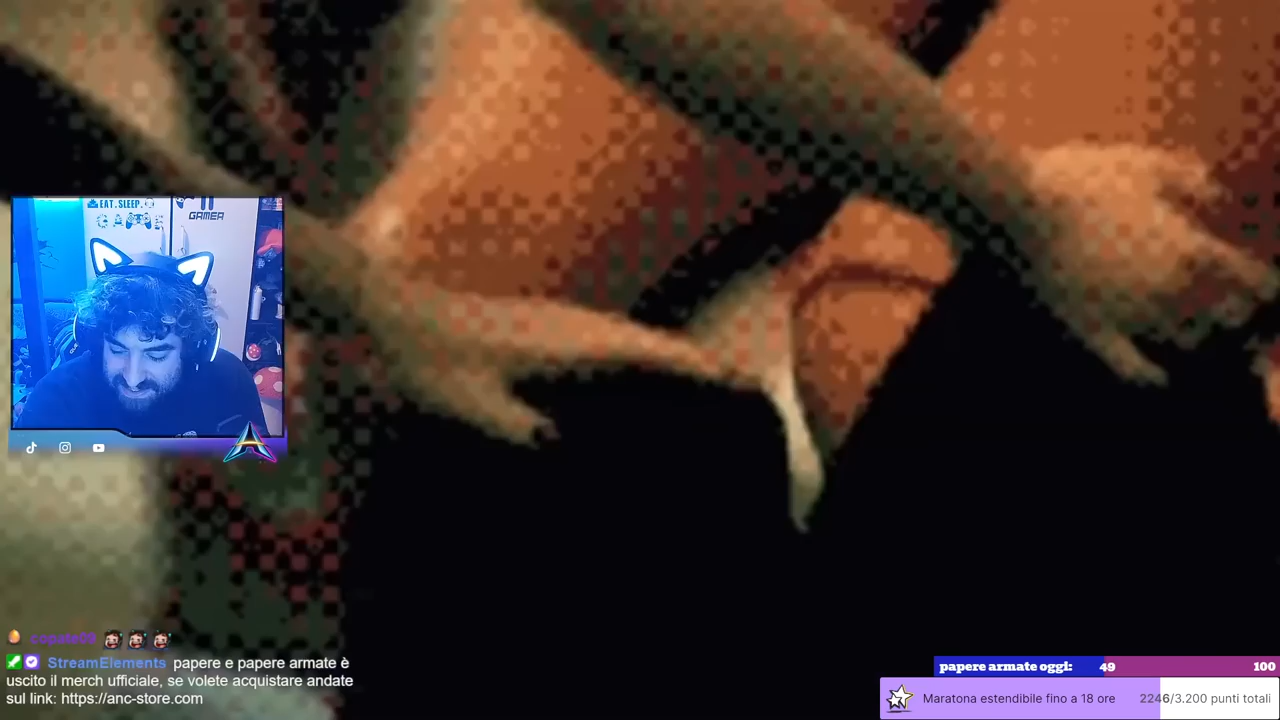 EAT. SLEEP.
GAME
GAMER
copate09
StreamElements papere e papere armate è
uscito il merch ufficiale, se volete acquistare andate
sul link: https://anc-store.com
papere armate oggi: 49 100
Maratona estendibile fino a 18 ore 2246/3.200 punti totali